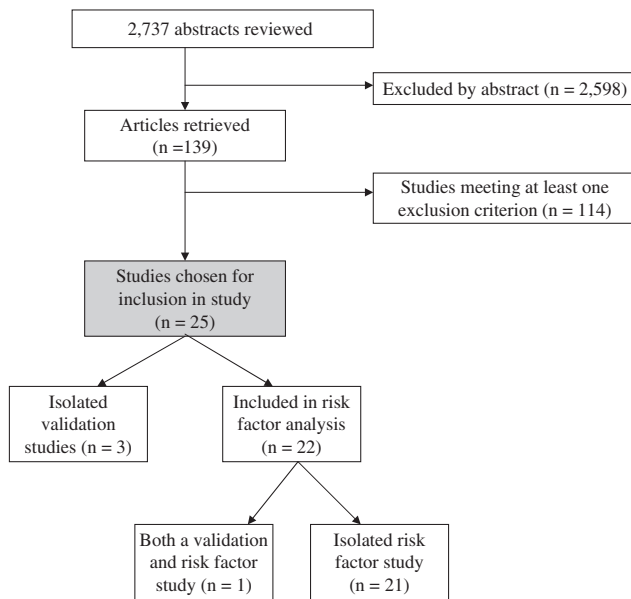 2,737 abstracts reviewed
Excluded by abstract (n = 2,598)
Articles retrieved
(n =139)
Studies meeting at least one
exclusion criterion (n = 114)
Studies chosen for
inclusion in study
(n = 25)
Isolated
validation
studies (n = 3)
Included in risk
factor analysis
(n = 22)
Both a validation
and risk factor
study (n = 1)
Isolated risk
factor study
(n = 21)